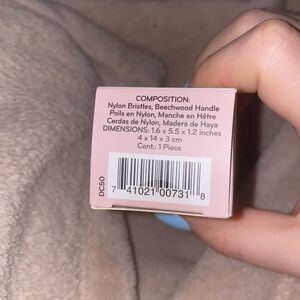 COMPOSITION:
Nylon Bristles, Beechwood Handle
Poils en Nylon, Manche en Hêtre
Cerdas de Nylon, Madera de Haya
DIMENSIONS: 1.6 x 5.5 x 1.2 inches
4 x 14 x 3 cm
Cont.: 1 Piece
DC50
7 41021 00731 8